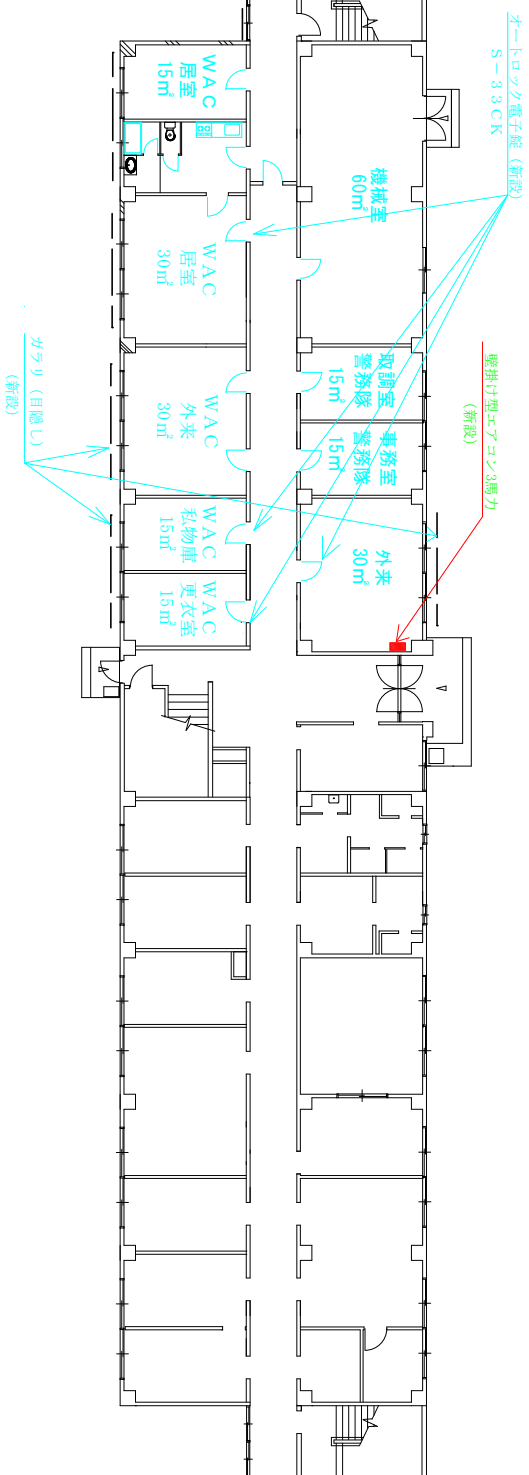 オートロック電子錠（新設）
S－33CK
壁掛け型エアコン3馬力
(新設)
機械室
60㎡
取調室
警務隊
15㎡
事務室
警務隊
15㎡
外来
30㎡
WAC
居室
15㎡
WAC
居室
30㎡
WAC
外来
30㎡
WAC
私物庫
15㎡
WAC
更衣室
15㎡
ガラリ（目隠し）
(新設)